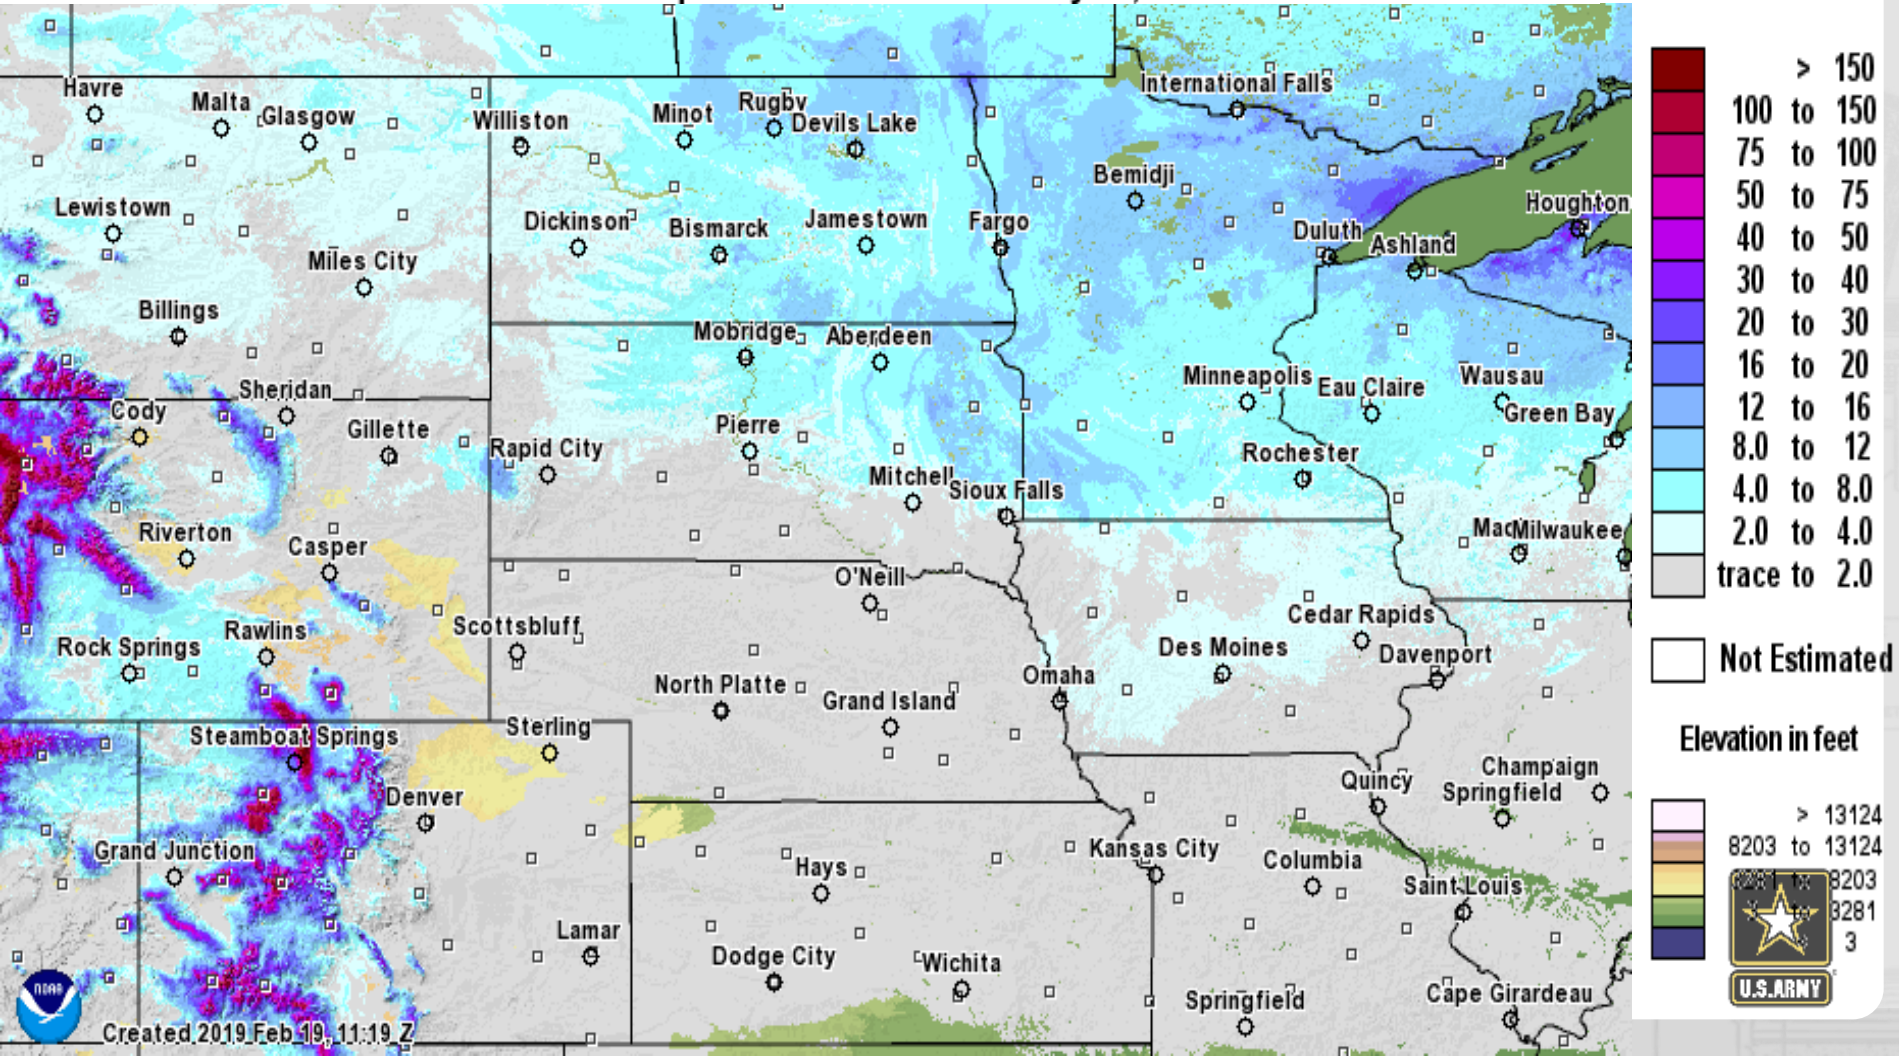 Havre
Malta
Glasgow
Williston
Minot
Rugby
Devils Lake
International Falls
Bemidji
Lewistown
Miles City
Dickinson
Bismarck
Jamestown
Fargo
Duluth
Ashland
Houghton
Billings
Mobridge
Aberdeen
Sheridan
Cody
Gillette
Rapid City
Pierre
Mitchell
Sioux Falls
Minneapolis
Eau Claire
Wausau
Green Bay
Rochester
Riverton
Casper
O'Neill
Mad
Milwaukee
Rock Springs
Rawlins
Scottsbluff
North Platte
Grand Island
Omaha
Des Moines
Cedar Rapids
Davenport
Steamboat Springs
Sterling
Denver
Grand Junction
Quincy
Champaign
Springfield
Hays
Kansas City
Columbia
Saint Louis
Lamar
Dodge City
Wichita
Springfield
Cape Girardeau
NOAA
Created 2019 Feb 19, 11:19 Z
> 150
100 to 150
75 to 100
50 to 75
40 to 50
30 to 40
20 to 30
16 to 20
12 to 16
8.0 to 12
4.0 to 8.0
2.0 to 4.0
trace to 2.0
Not Estimated
Elevation in feet
> 13124
8203 to 13124
to 8203
to 3281
3
U.S.ARMY